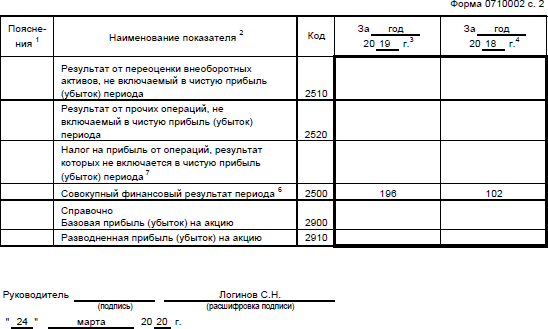 Форма 0710002 с. 2
Поясне-
ния 1
Наименование показателя 2
Код
За год
20 19 г.3
За год
20 18 г.4
Результат от переоценки внеоборотных
активов, не включаемый в чистую прибыль
(убыток) периода
2510
Результат от прочих операций, не
включаемый в чистую прибыль (убыток)
периода
2520
Налог на прибыль от операций, результат
которых не включается в чистую прибыль
(убыток) периода 7
Совокупный финансовый результат периода 6
2500
196
102
Справочно
Базовая прибыль (убыток) на акцию
2900
Разводненная прибыль (убыток) на акцию
2910
Руководитель
Логинов С.Н.
(подпись)
(расшифровка подписи)
" 24 " марта 20 20 г.